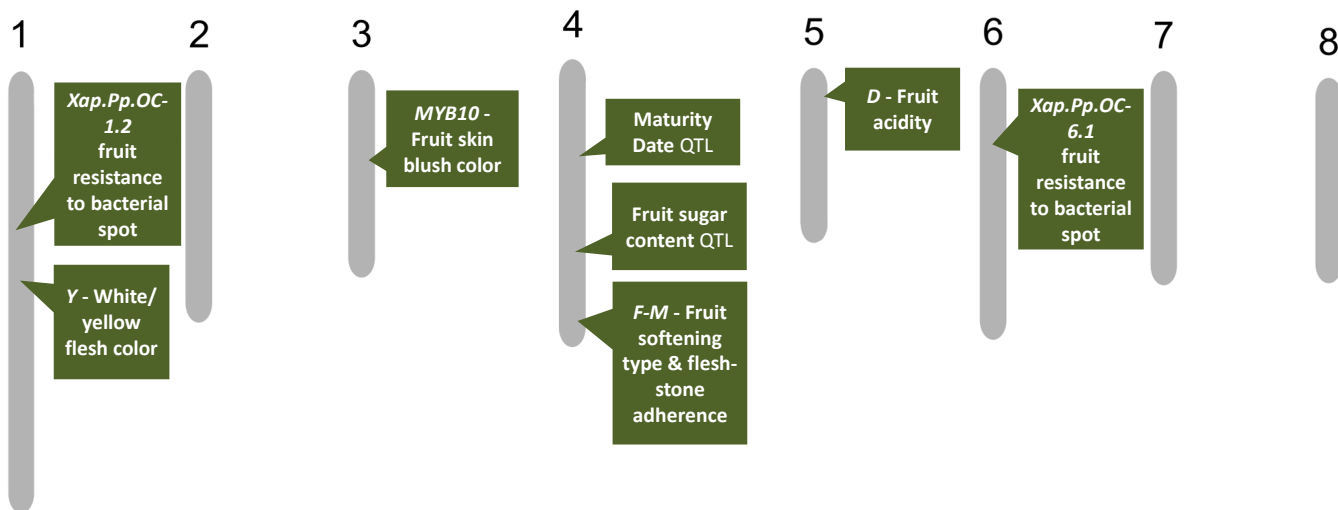 1
2
3
4
5
6
7
8
Xap.Pp.OC-
1.2
fruit
resistance
to bacterial
spot
Y - White/
yellow
flesh color
MYB10 -
Fruit skin
blush color
Maturity
Date QTL
Fruit sugar
content QTL
F-M - Fruit
softening
type & flesh-
stone
adherence
D - Fruit
acidity
Xap.Pp.OC-
6.1
fruit
resistance
to bacterial
spot